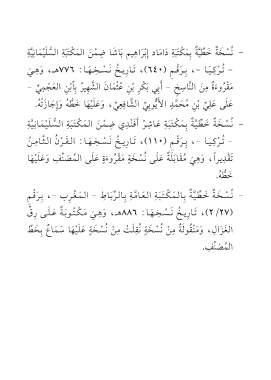 - نُسْخَةٌ خَطِّيَّةٌ بِمَكْتَبَةِ دَامَاد إِبْرَاهِيم بَاشَا ضِمْنَ المَكْتَبَةِ السُّلَيْمَانِيَّةِ
- تُرْكِيَا -، بِرَقْمِ (٦٤٠)، تَارِيخُ نَسْخِهَا: ٧٧٦هـ، وَهِيَ
مَقْرُوءَةٌ مِنَ النَّاسِخِ - أَبِي بَكْرِ بْنِ عُثْمَانَ الشَّهِيرُ بِابْنِ العَجَمِيِّ -
عَلَى عَلِيِّ بْنِ مُحَمَّدٍ الأَيُّوبِيِّ الشَّافِعِيِّ، وَعَلَيْهَا خَطُّهُ وَإِجَازَتُهُ.
- نُسْخَةٌ خَطِّيَّةٌ بِمَكْتَبَةِ عَاشِرْ أَفَنْدِي ضِمْنَ المَكْتَبَةِ السُّلَيْمَانِيَّةِ
- تُرْكِيَا -، بِرَقْمِ (١١٠)، تَارِيخُ نَسْخِهَا: القَرْنُ الثَّامِنُ
تَقْدِيراً، وَهِيَ مُقَابَلَةٌ عَلَى نُسْخَةٍ مَقْرُوءَةٍ عَلَى المُصَنِّفِ وَعَلَيْهَا
خَطُّهُ.
- نُسْخَةٌ خَطِّيَّةٌ بِالمَكْتَبَةِ العَامَّةِ بِالرِّبَاطِ - المَغْرِب -، بِرَقْمِ
(٢/٢٧)، تَارِيخُ نَسْخِهَا: ٨٨٦هـ، وَهِيَ مَكْتُوبَةٌ عَلَى رِقِّ
الغَزَالِ، وَمَنْقُولَةٌ مِنْ نُسْخَةٍ نُقِلَتْ مِنْ نُسْخَةٍ عَلَيْهَا سَمَاعٌ بِخَطِّ
المُصَنِّفِ.